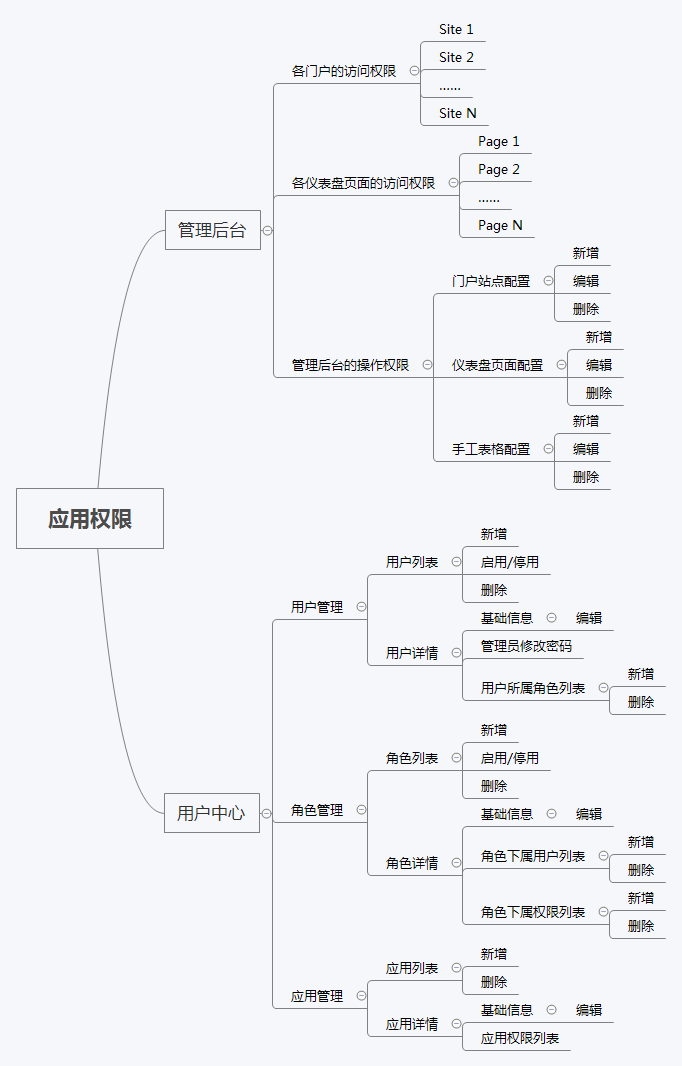 应用权限
管理后台
各门户的访问权限
Site 1
Site 2
......
Site N
各仪表盘页面的访问权限
Page 1
Page 2
......
Page N
管理后台的操作权限
门户站点配置
新增
编辑
删除
仪表盘页面配置
新增
编辑
删除
手工表格配置
新增
编辑
删除
用户中心
用户管理
用户列表
新增
启用/停用
删除
用户详情
基础信息
编辑
管理员修改密码
用户所属角色列表
新增
删除
角色管理
角色列表
新增
启用/停用
删除
角色详情
基础信息
编辑
角色下属用户列表
新增
删除
角色下属权限列表
新增
删除
应用管理
应用列表
新增
删除
应用详情
基础信息
编辑
应用权限列表